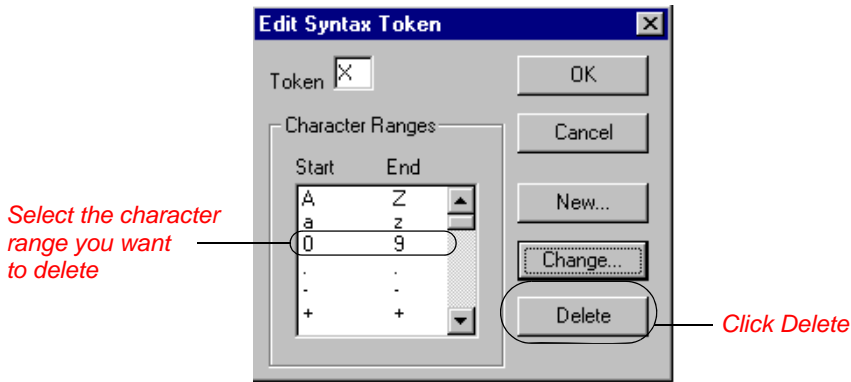 Edit Syntax Token
Token X
OK
Character Ranges
Cancel
Start End
A Z
New...
a z
0 9
Change...
. .
- -
+ +
Delete
Select the character
range you want
to delete
Click Delete